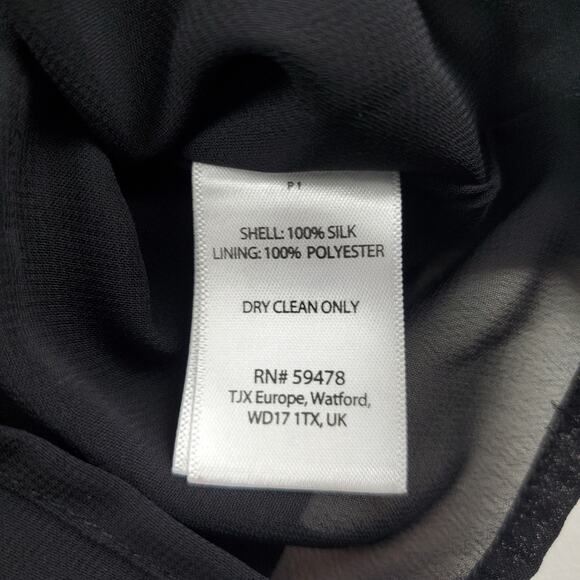 P1
SHELL: 100% SILK
LINING: 100% POLYESTER
DRY CLEAN ONLY
RN# 59478
TJX Europe, Watford,
WD17 1TX, UK